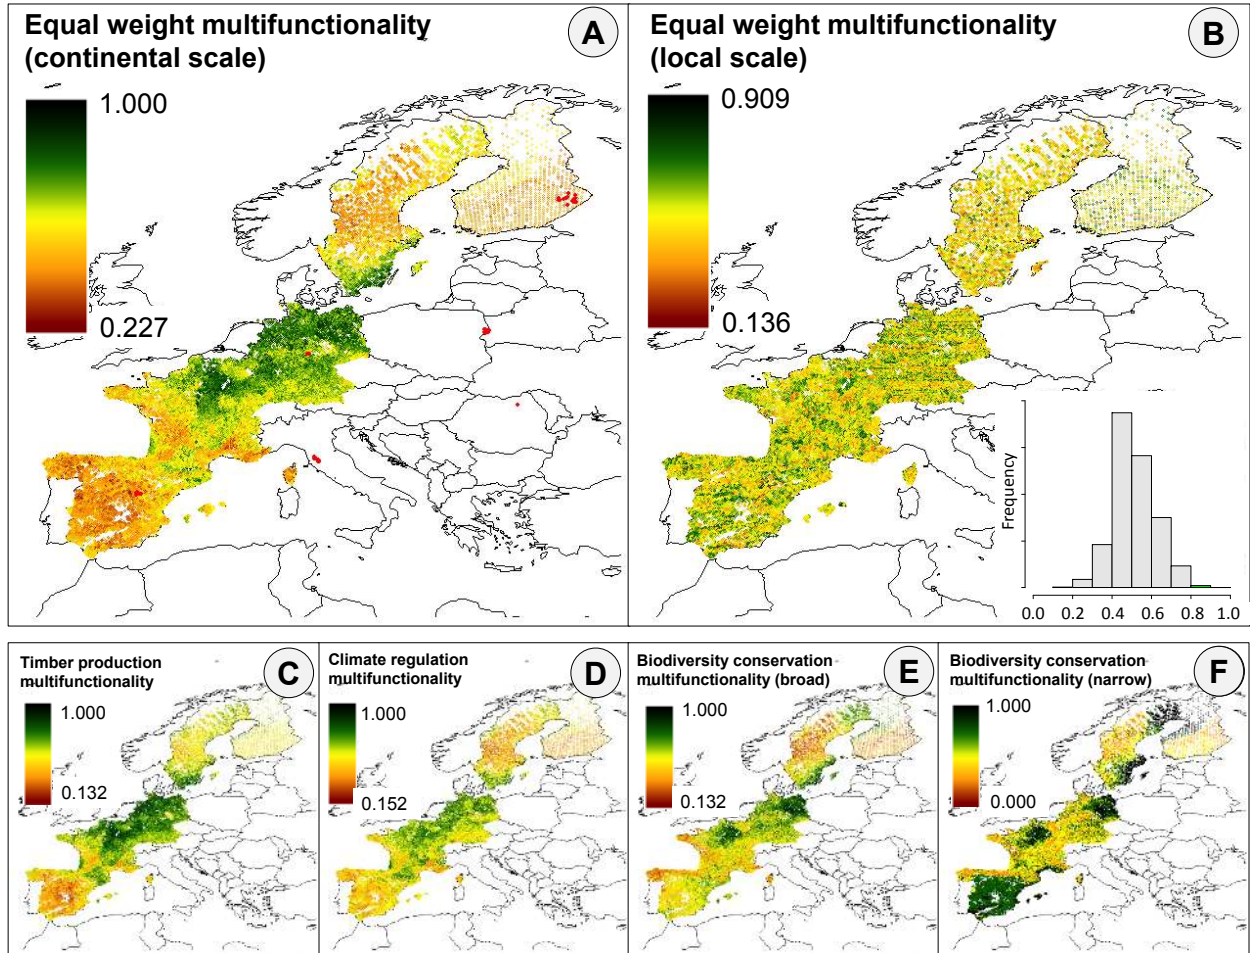 Equal weight multifunctionality
(continental scale)
A
1.000
0.227
Equal weight multifunctionality
(local scale)
B
0.909
0.136
Frequency
0.0 0.2 0.4 0.6 0.8 1.0
Timber production
multifunctionality
C
1.000
0.132
Climate regulation
multifunctionality
D
1.000
0.152
Biodiversity conservation
multifunctionality (broad)
E
1.000
0.132
Biodiversity conservation
multifunctionality (narrow)
F
1.000
0.000